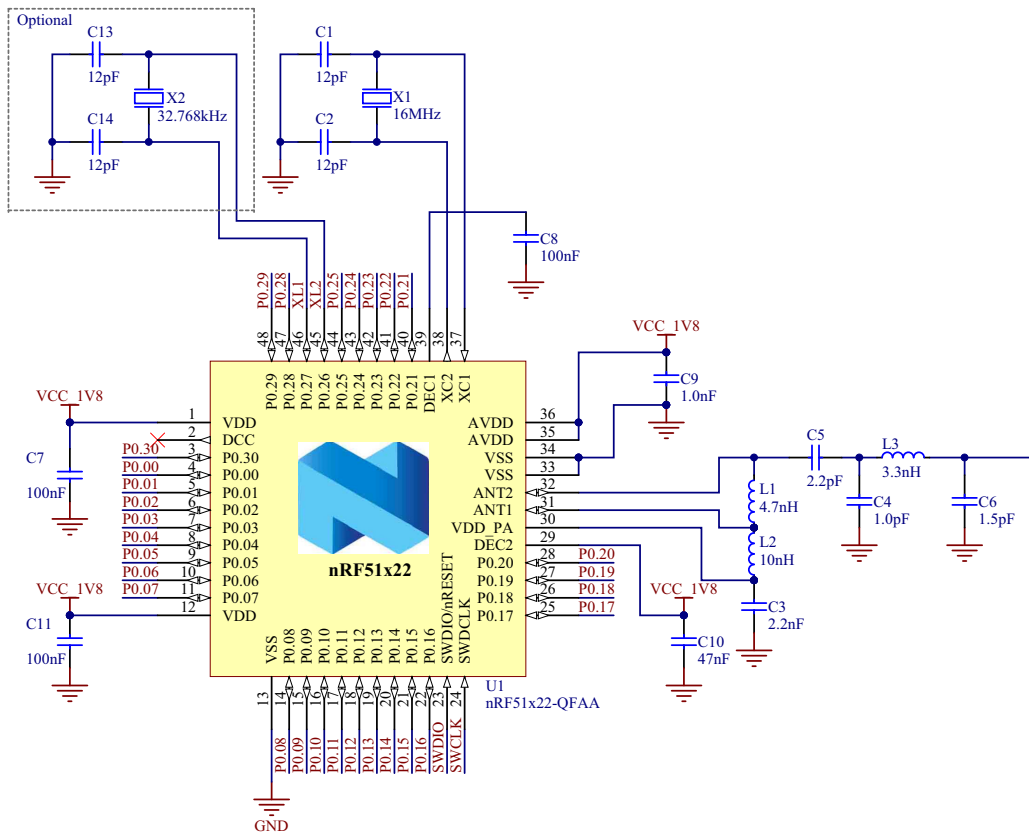 Optional
C13
12pF
X2
32.768kHz
C14
12pF
C1
12pF
X1
16MHz
C2
12pF
C8
100nF
P0.29
P0.28
XL1
XL2
P0.25
P0.24
P0.23
P0.22
P0.21
48
47
46
45
44
43
42
41
40
39
38
37
P0.29
P0.28
P0.27
P0.26
P0.25
P0.24
P0.23
P0.22
P0.21
DEC1
XC2
XC1
VCC_1V8
C7
100nF
VCC_1V8
C9
1.0nF
1 VDD
2 DCC
P0.30 3 P0.30
P0.00 4 P0.00
P0.01 5 P0.01
P0.02 6 P0.02
P0.03 7 P0.03
P0.04 8 P0.04
P0.05 9 P0.05
P0.06 10 P0.06
P0.07 11 P0.07
12 VDD
VCC_1V8
C11
100nF
nRF51x22
AVDD 36
AVDD 35
VSS 34
VSS 33
ANT2 32
ANT1 31
VDD_PA 30
DEC2 29
P0.20 28 P0.20
P0.19 27 P0.19
P0.18 26 P0.18
P0.17 25 P0.17
C5
2.2pF
L3
3.3nH
L1
4.7nH
C4
1.0pF
C6
1.5pF
L2
10nH
C3
2.2nF
VCC_1V8
C10
47nF
VSS
P0.08
P0.09
P0.10
P0.11
P0.12
P0.13
P0.14
P0.15
P0.16
SWDIO/nRESET
SWDCLK
13
14
15
16
17
18
19
20
21
22
23
24
P0.08
P0.09
P0.10
P0.11
P0.12
P0.13
P0.14
P0.15
P0.16
SWDIO
SWCLK
U1
nRF51x22-QFAA
GND